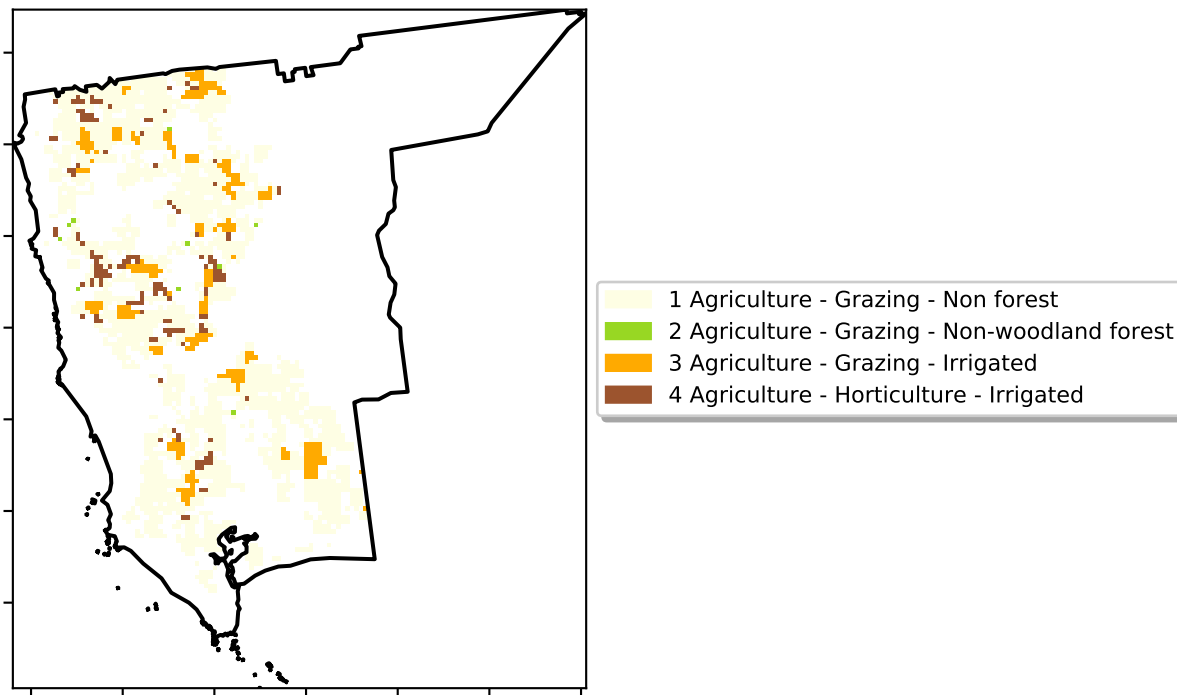 1 Agriculture - Grazing - Non forest
2 Agriculture - Grazing - Non-woodland forest
3 Agriculture - Grazing - Irrigated
4 Agriculture - Horticulture - Irrigated